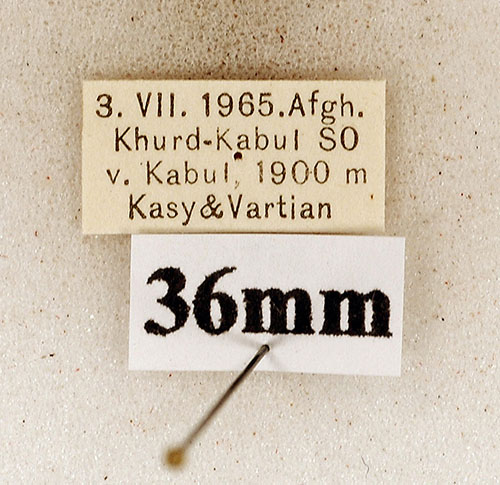 3. VII. 1965.Afgh.
Khurd-Kabul SO
v. Kabul, 1900 m
Kasy&Vartian
36mm